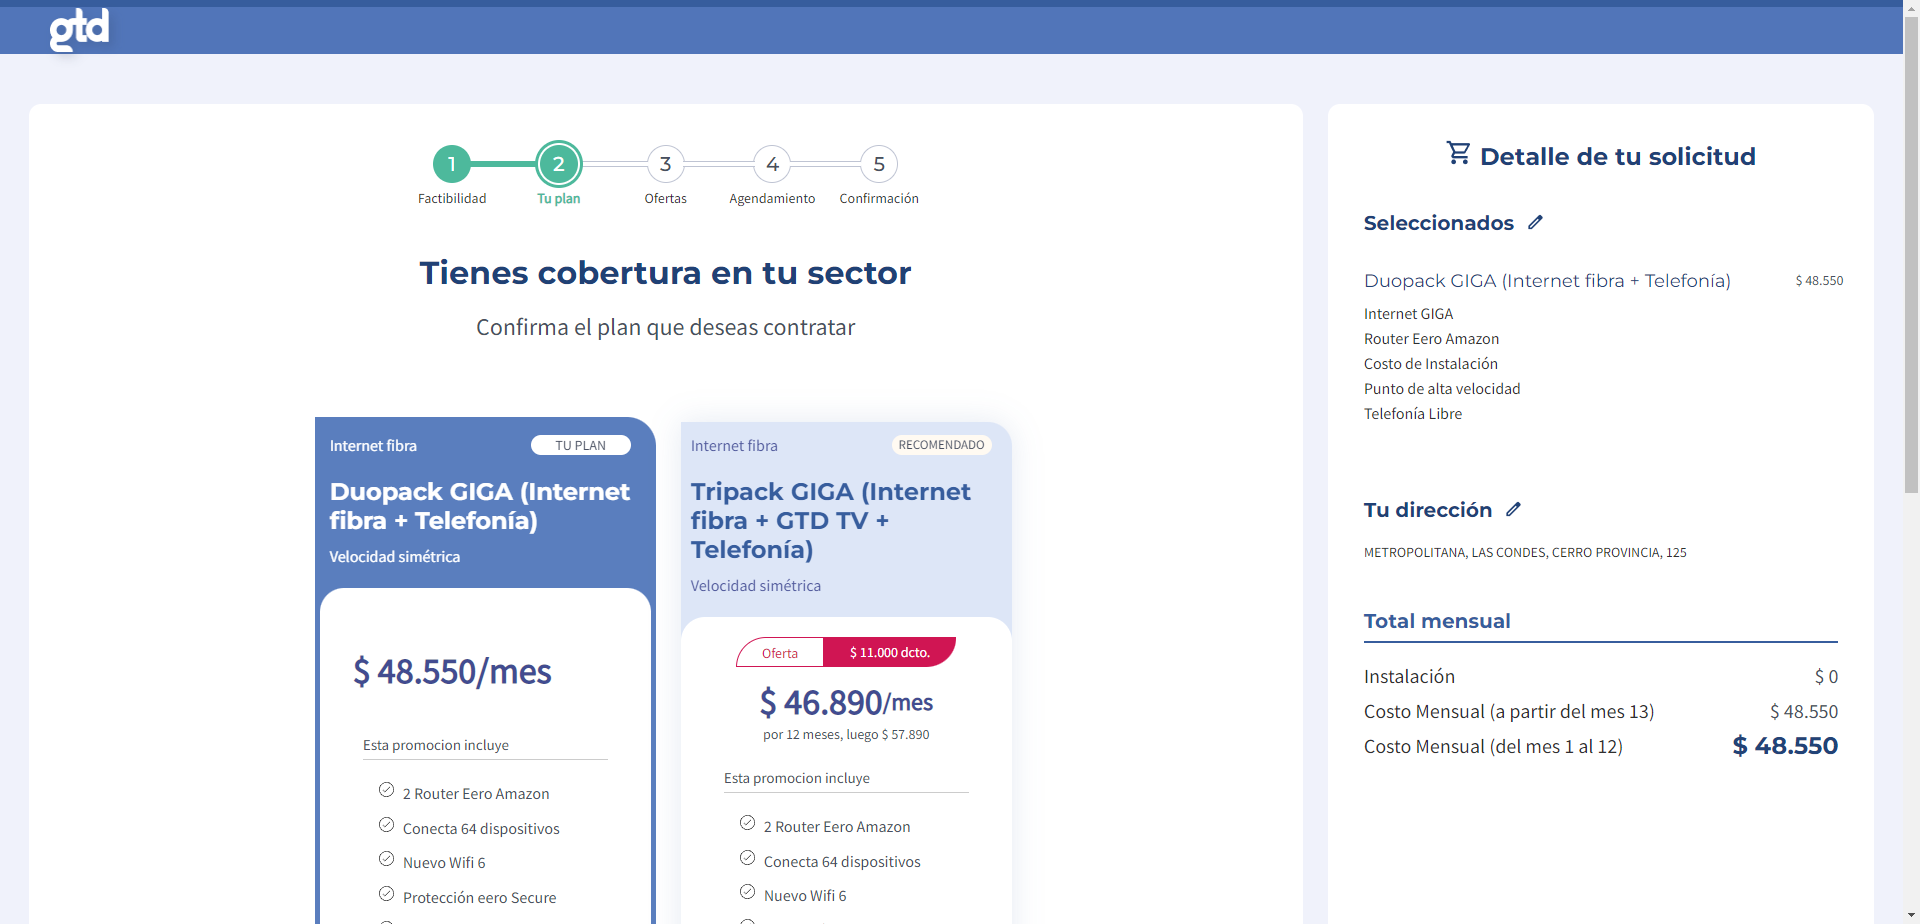 gtd
1
2
3
4
5
Factibilidad
Tu plan
Ofertas
Agendamiento
Confirmación
Tienes cobertura en tu sector
Confirma el plan que deseas contratar
Internet fibra
TU PLAN
Duopack GIGA (Internet
fibra + Telefonía)
Velocidad simétrica
$ 48.550/mes
Esta promocion incluye
2 Router Eero Amazon
Conecta 64 dispositivos
Nuevo Wifi 6
Protección eero Secure
Internet fibra
RECOMENDADO
Tripack GIGA (Internet
fibra + GTD TV +
Telefonía)
Velocidad simétrica
Oferta
$ 11.000 dcto.
$ 46.890/mes
por 12 meses, luego $ 57.890
Esta promocion incluye
2 Router Eero Amazon
Conecta 64 dispositivos
Nuevo Wifi 6
Detalle de tu solicitud
Seleccionados
Duopack GIGA (Internet fibra + Telefonía) $ 48.550
Internet GIGA
Router Eero Amazon
Costo de Instalación
Punto de alta velocidad
Telefonía Libre
Tu dirección
METROPOLITANA, LAS CONDES, CERRO PROVINCIA, 125
Total mensual
Instalación $ 0
Costo Mensual (a partir del mes 13) $ 48.550
Costo Mensual (del mes 1 al 12) $ 48.550